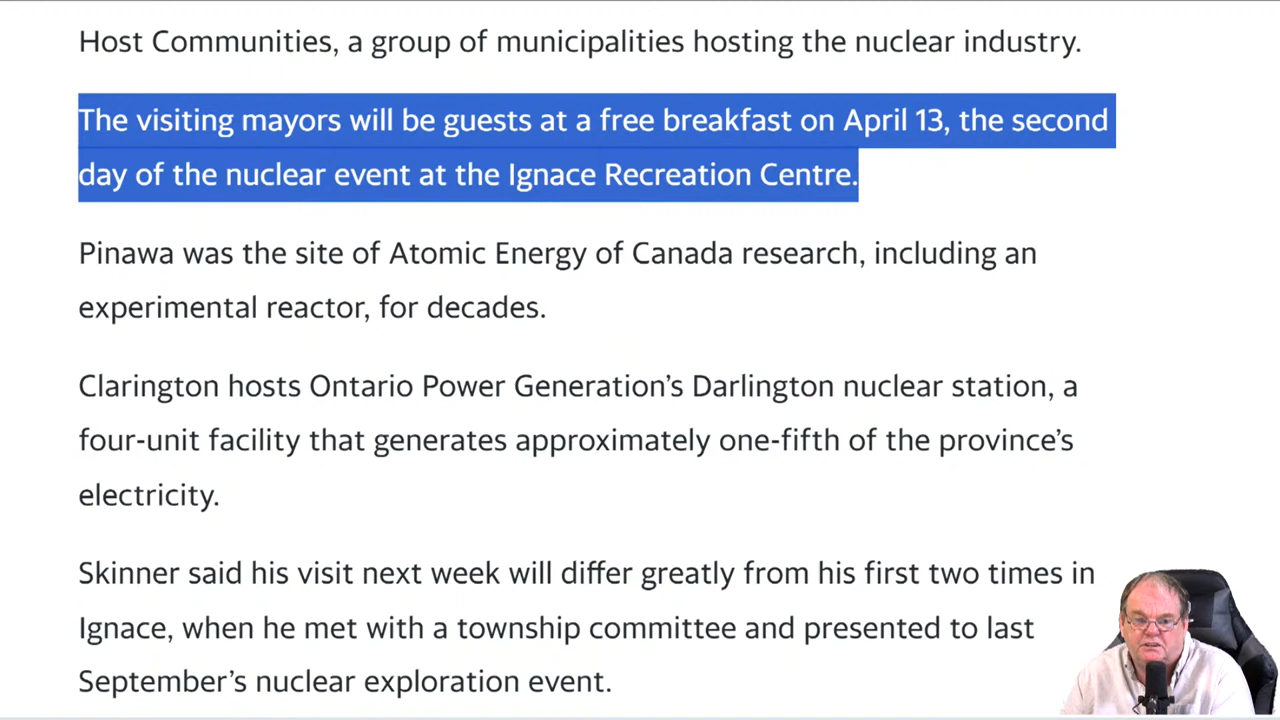 Host Communities, a group of municipalities hosting the nuclear industry.
The visiting mayors will be guests at a free breakfast on April 13, the second
day of the nuclear event at the Ignace Recreation Centre.
Pinawa was the site of Atomic Energy of Canada research, including an
experimental reactor, for decades.
Clarington hosts Ontario Power Generation’s Darlington nuclear station, a
four-unit facility that generates approximately one-fifth of the province’s
electricity.
Skinner said his visit next week will differ greatly from his first two times in
Ignace, when he met with a township committee and presented to last
September’s nuclear exploration event.